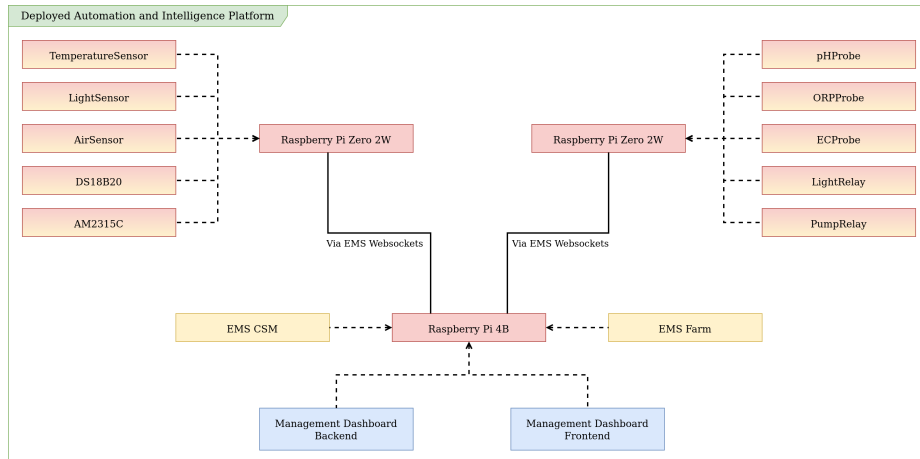 Deployed Automation and Intelligence Platform
TemperatureSensor
LightSensor
AirSensor
DS18B20
AM2315C
Raspberry Pi Zero 2W
Raspberry Pi Zero 2W
pHProbe
ORPProbe
ECProbe
LightRelay
PumpRelay
Via EMS Websockets
Via EMS Websockets
EMS CSM
Raspberry Pi 4B
EMS Farm
Management Dashboard
Backend
Management Dashboard
Frontend